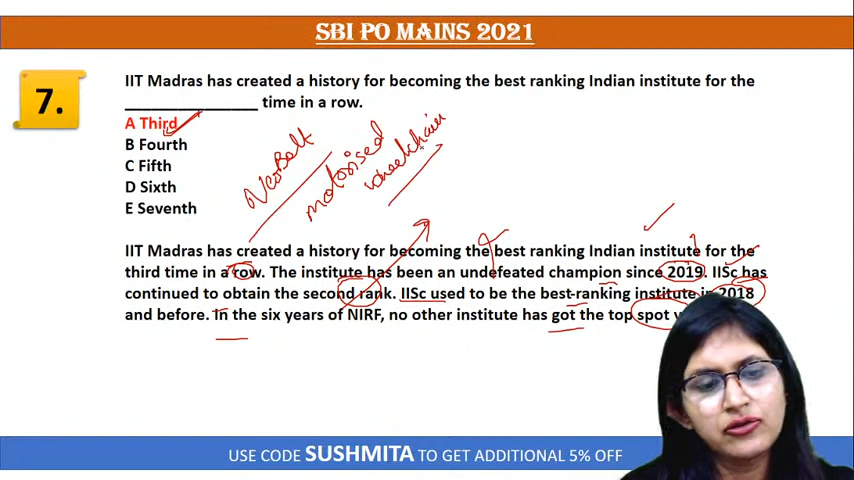 SBI PO MAINS 2021
7.
IIT Madras has created a history for becoming the best ranking Indian institute for the
________________ time in a row.
A Third
B Fourth
C Fifth
D Sixth
E Seventh
NeoBolt
motorised
wheelchair
IIT Madras has created a history for becoming the best ranking Indian institute for the
third time in a row. The institute has been an undefeated champion since 2019. IISc has
continued to obtain the second rank. IISc used to be the best-ranking institute in 2018
and before. In the six years of NIRF, no other institute has got the top spot
USE CODE SUSHMITA TO GET ADDITIONAL 5% OFF